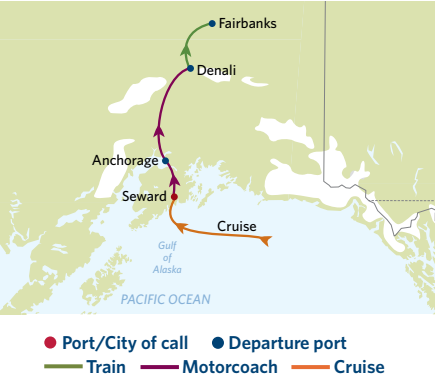 Fairbanks
Denali
Anchorage
Seward
Cruise
Gulf
of
Alaska
PACIFIC OCEAN
Port/City of call Departure port
Train Motorcoach Cruise